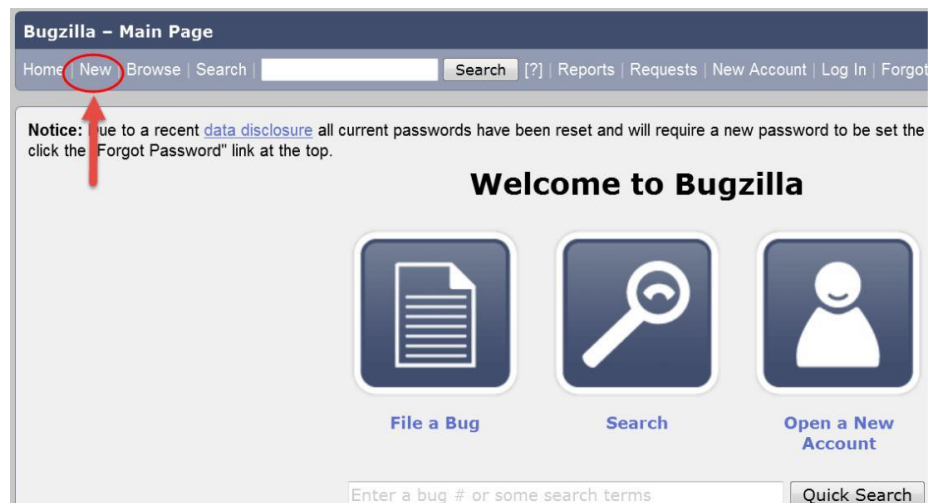 Bugzilla – Main Page
Home | New | Browse | Search | Search [?] | Reports | Requests | New Account | Log In | Forgot
Notice: Due to a recent data disclosure all current passwords have been reset and will require a new password to be set the
click the "Forgot Password" link at the top.
Welcome to Bugzilla
File a Bug Search Open a New
Account
Enter a bug # or some search terms Quick Search